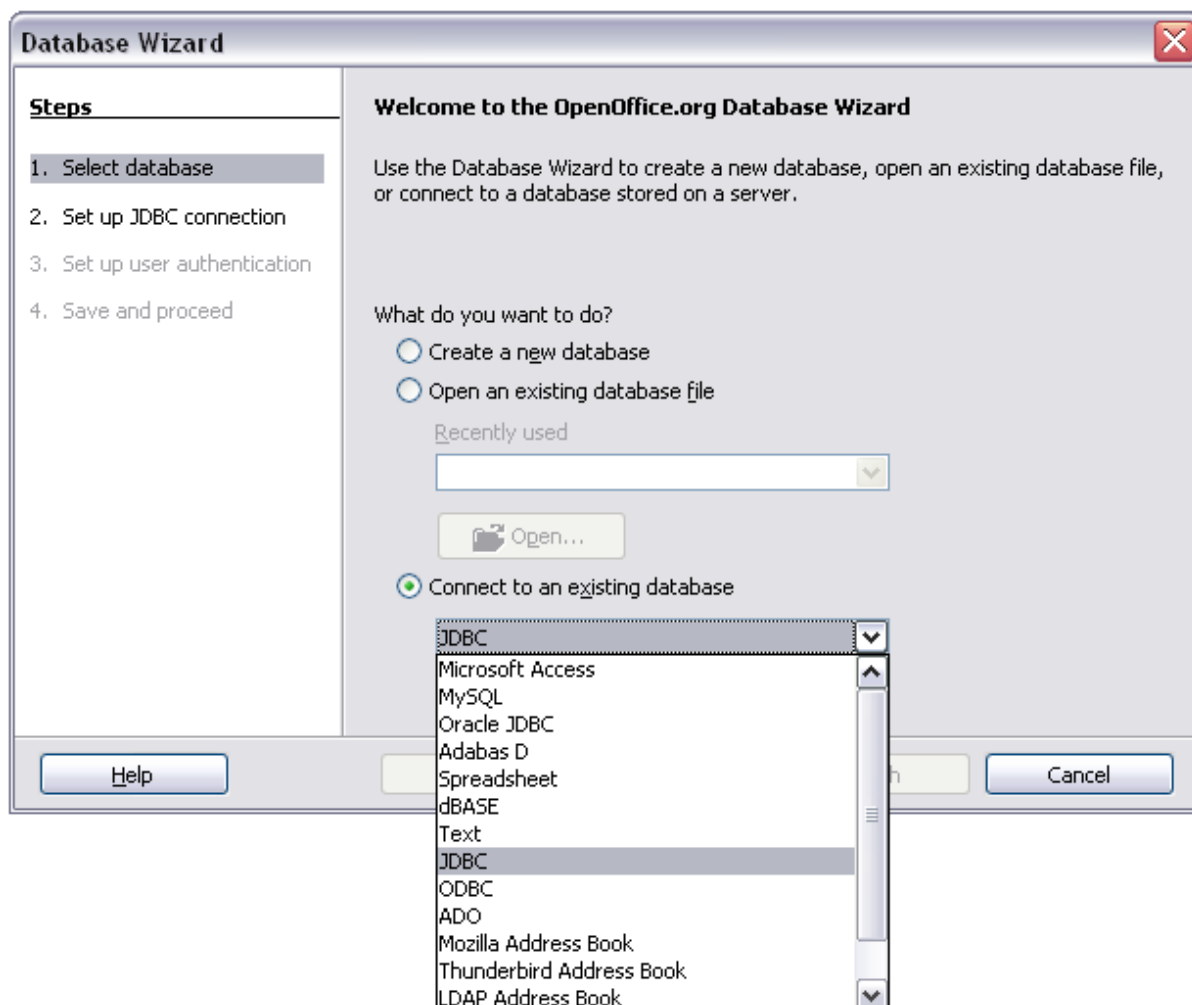 Database Wizard
Steps
1. Select database
2. Set up JDBC connection
3. Set up user authentication
4. Save and proceed
Welcome to the OpenOffice.org Database Wizard
Use the Database Wizard to create a new database, open an existing database file,
or connect to a database stored on a server.
What do you want to do?
Create a new database
Open an existing database file
Recently used
Open...
Connect to an existing database
JDBC
Microsoft Access
MySQL
Oracle JDBC
Adabas D
Spreadsheet
dBASE
Text
JDBC
ODBC
ADO
Mozilla Address Book
Thunderbird Address Book
LDAP Address Book
Help
Cancel